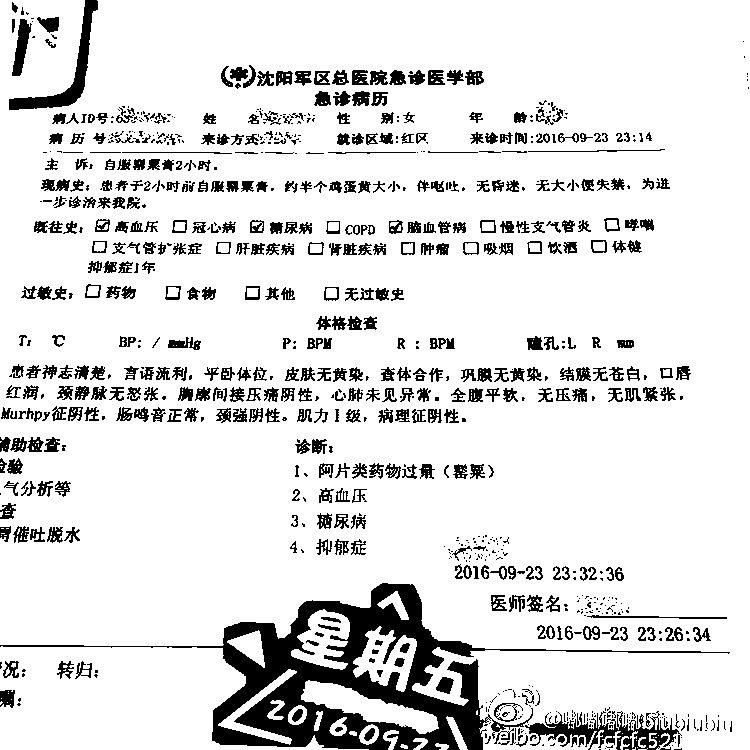 沈阳军区总医院急诊医学部
急诊病历
病人ID号: 姓 名: 性 别:女 年 龄:
病 历 号: 来诊方式: 就诊区域:红区 来诊时间:2016-09-23 23:14
主 诉: 自服罂粟膏2小时。
现病史: 患者于2小时前自服罂粟膏, 约半个鸡蛋黄大小, 伴呕吐, 无昏迷, 无大小便失禁, 为进
一步诊治来我院。
既往史: ☑ 高血压 ☐ 冠心病 ☑ 糖尿病 ☐ COPD ☑ 脑血管病 ☐ 慢性支气管炎 ☐ 哮喘
☐ 支气管扩张症 ☐ 肝脏疾病 ☐ 肾脏疾病 ☐ 肿瘤 ☐ 吸烟 ☐ 饮酒 ☐ 体健
抑郁症1年
过敏史: ☐ 药物 ☐ 食物 ☐ 其他 ☐ 无过敏史
体格检查
T: ℃ BP: / mmHg P: BPM R : BPM 瞳孔:L R mm
患者神志清楚, 言语流利, 平卧体位, 皮肤无黄染, 查体合作, 巩膜无黄染, 结膜无苍白, 口唇
红润, 颈静脉无怒张。胸廓间接压痛阴性, 心肺未见异常。全腹平软, 无压痛, 无肌紧张,
Murhpy征阴性, 肠鸣音正常, 颈强阴性。肌力Ⅰ级, 病理征阴性。
辅助检查:
检验
气分析等
查
胃催吐脱水
诊断:
1、阿片类药物过量(罂粟)
2、高血压
3、糖尿病
4、抑郁症
2016-09-23 23:32:36
医师签名:
2016-09-23 23:26:34
况: 转归:
嘱:
星期五
2016-09-23
@嘟嘟嘟嘟biubiubiu
weibo.com/fcfcfc521